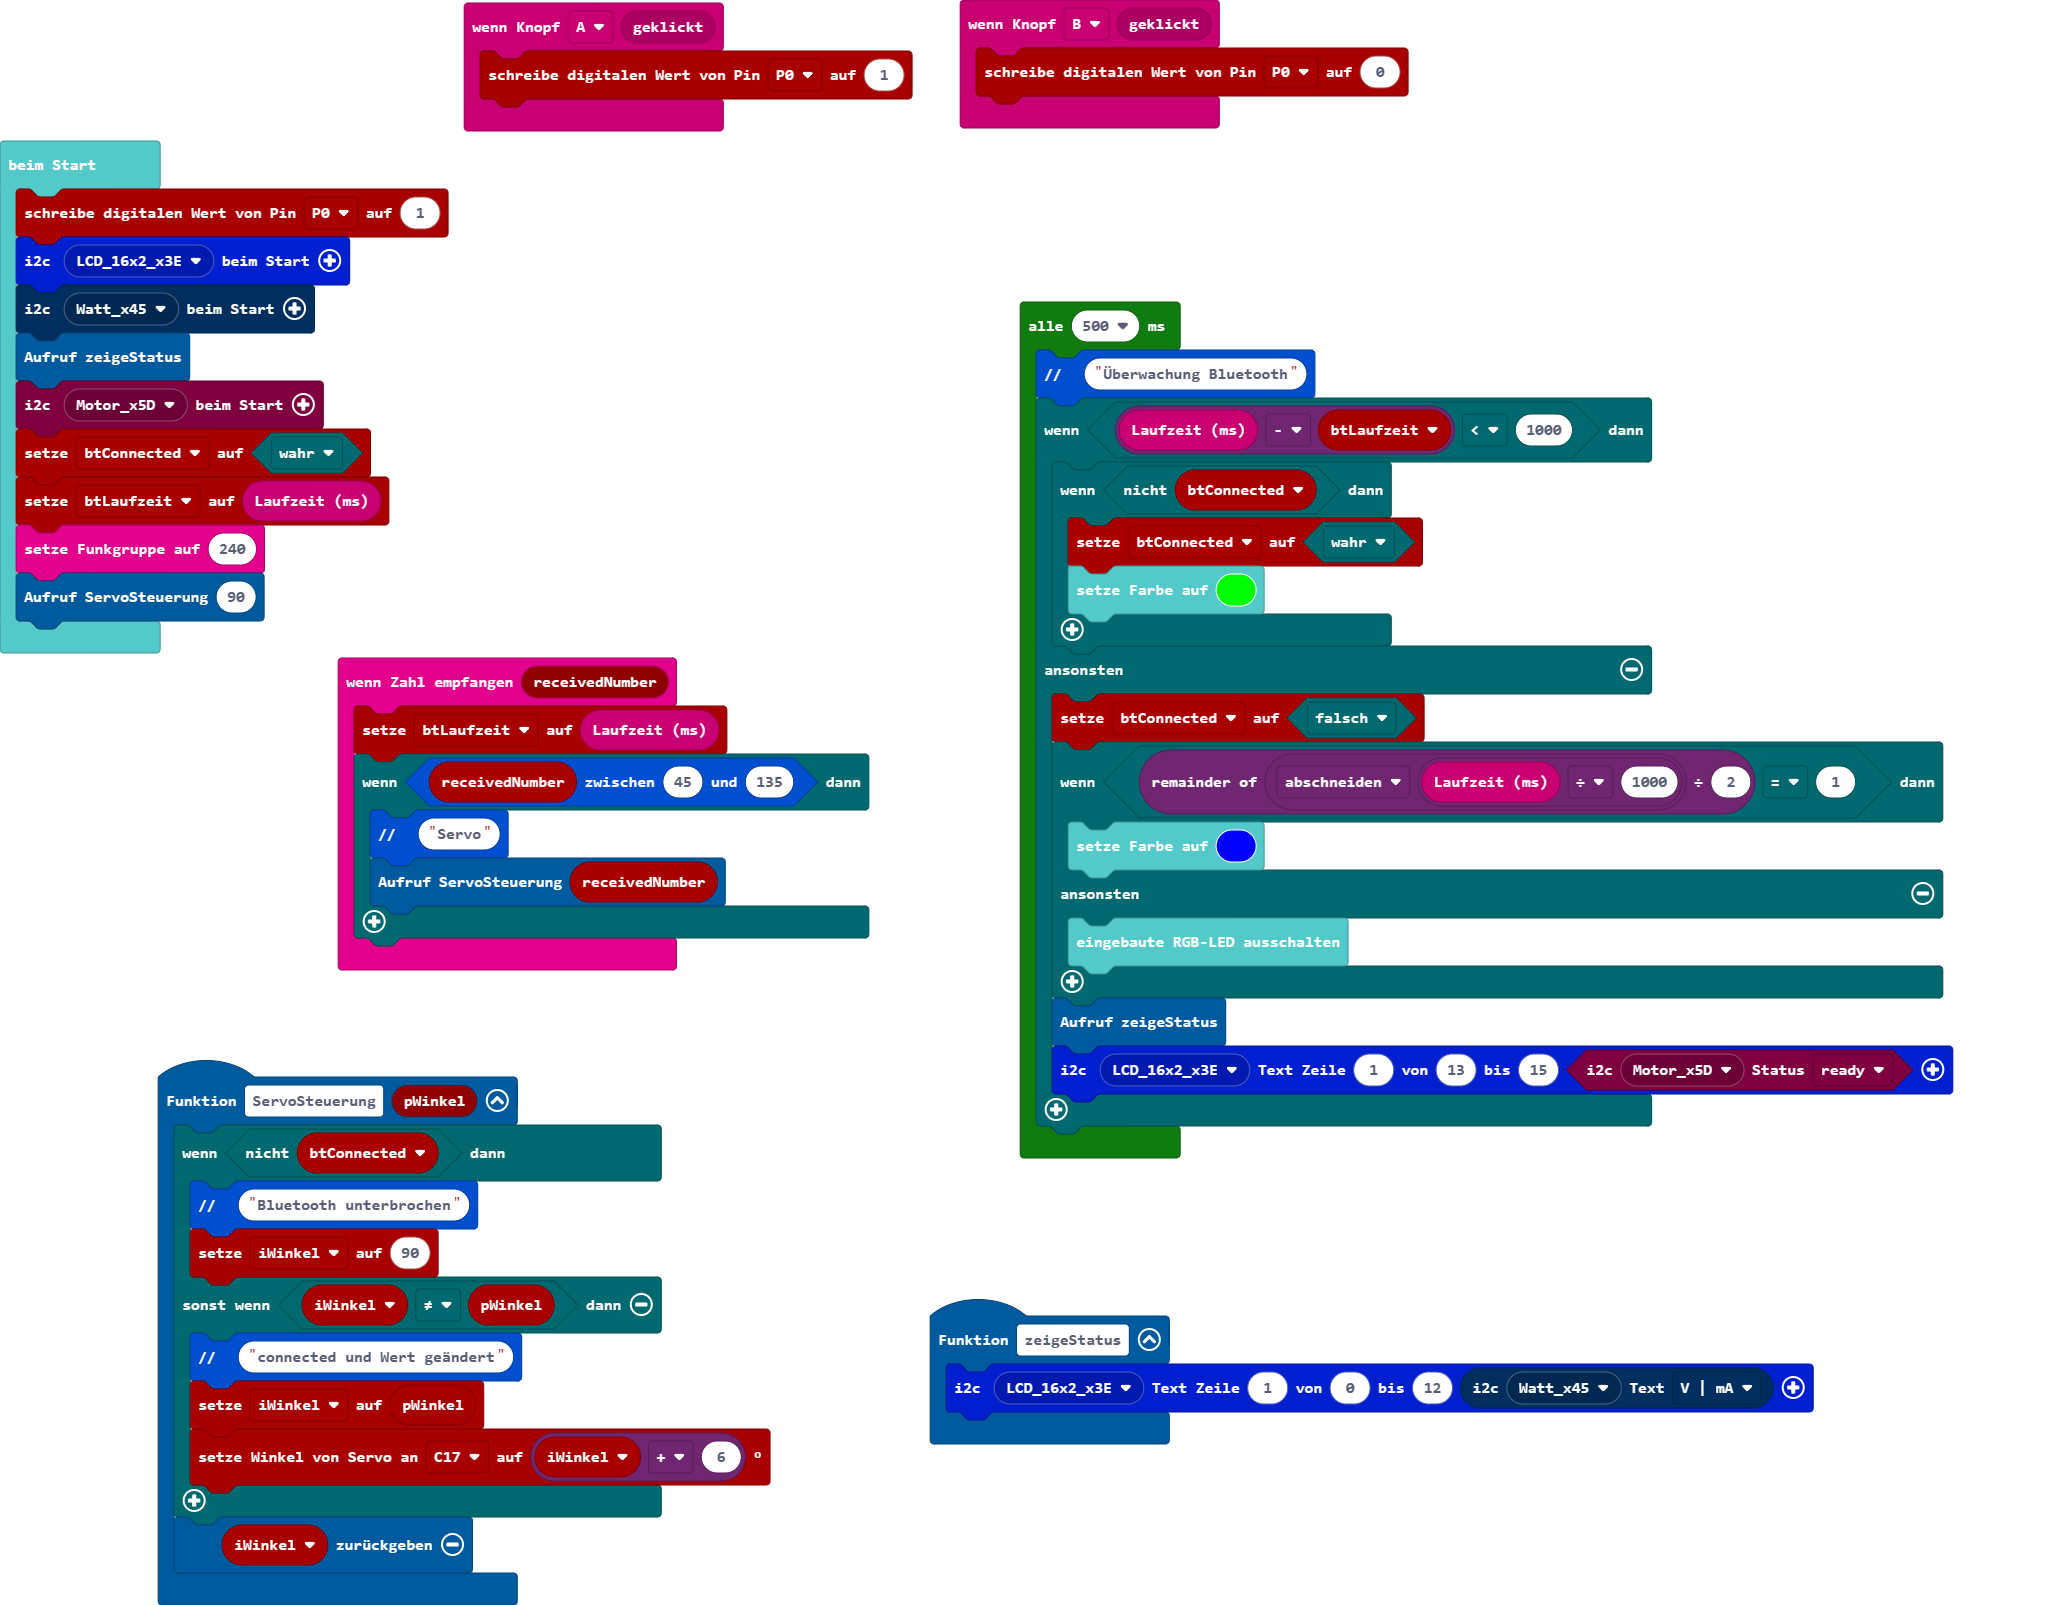 wenn Knopf A geklickt
schreibe digitalen Wert von Pin P0 auf 1
wenn Knopf B geklickt
schreibe digitalen Wert von Pin P0 auf 0
beim Start
schreibe digitalen Wert von Pin P0 auf 1
i2c LCD_16x2_x3E beim Start
i2c Watt_x45 beim Start
Aufruf zeigeStatus
i2c Motor_x5D beim Start
setze btConnected auf wahr
setze btLaufzeit auf Laufzeit (ms)
setze Funkgruppe auf 240
Aufruf ServoSteuerung 90
wenn Zahl empfangen receivedNumber
setze btLaufzeit auf Laufzeit (ms)
wenn receivedNumber zwischen 45 und 135 dann
// "Servo"
Aufruf ServoSteuerung receivedNumber
alle 500 ms
// "Überwachung Bluetooth"
wenn Laufzeit (ms) - btLaufzeit < 1000 dann
wenn nicht btConnected dann
setze btConnected auf wahr
setze Farbe auf
ansonsten
setze btConnected auf falsch
wenn remainder of abschneiden Laufzeit (ms) ÷ 1000 ÷ 2 = 1 dann
setze Farbe auf
ansonsten
eingebaute RGB-LED ausschalten
Aufruf zeigeStatus
i2c LCD_16x2_x3E Text Zeile 1 von 13 bis 15 i2c Motor_x5D Status ready
Funktion ServoSteuerung pWinkel
wenn nicht btConnected dann
// "Bluetooth unterbrochen"
setze iWinkel auf 90
sonst wenn iWinkel ≠ pWinkel dann
// "connected und Wert geändert"
setze iWinkel auf pWinkel
setze Winkel von Servo an C17 auf iWinkel + 6 °
iWinkel zurückgeben
Funktion zeigeStatus
i2c LCD_16x2_x3E Text Zeile 1 von 0 bis 12 i2c Watt_x45 Text V | mA